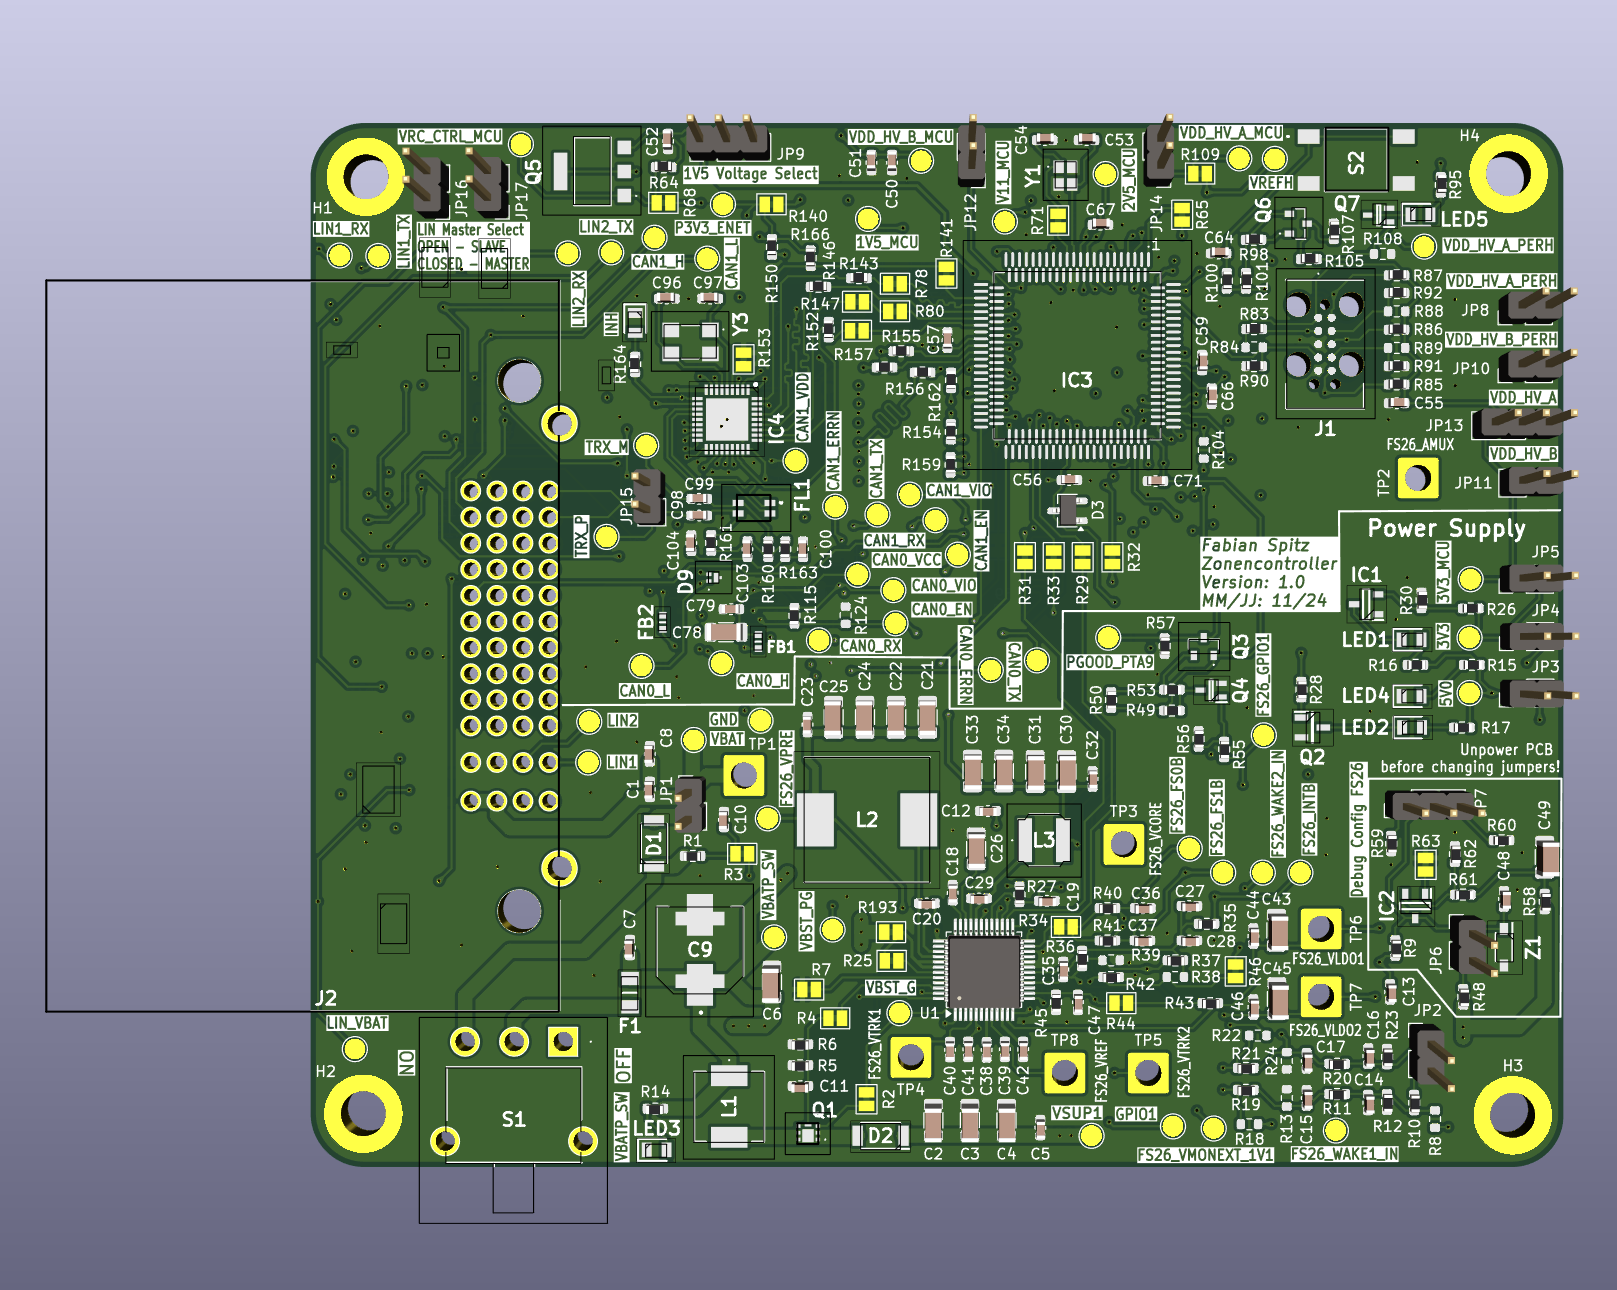 VRC_CTRL_MCU
Q5
C52
R64
R68
JP9
1V5 Voltage Select
VDD_HV_B_MCU
C51
C50
C54
C53
Y1
V11_MCU
2V5_MCU
VDD_HV_A_MCU
R109
VREFH
S2
H4
R95
H1
JP16
JP17
LIN1_RX
LIN1_TX
LIN Master Select
OPEN - SLAVE
CLOSED - MASTER
LIN2_TX
P3V3_ENET
R140
R166
R150
R146
1V5_MCU
R141
JP12
R71
C67
JP14
R65
Q6
Q7
R107
R108
LED5
VDD_HV_A_PERH
CAN1_H
CAN1_L
LIN2_RX
C96
C97
R143
R147
R78
R80
R152
R157
R155
C57
C64
R98
R105
R100
R101
R87
R92
VDD_HV_A_PERH
R88
JP8
INH
Y3
R153
R164
R156
R162
C59
R83
R84
R90
R86
R89
R91
R85
C55
VDD_HV_B_PERH
JP10
VDD_HV_A
IC3
1
C66
J1
JP13
FS26_AMUX
VDD_HV_B
TP2
JP11
CAN1_VDD
IC4
TRX_M
CAN1_ERRN
CAN1_TX
R154
R159
R104
JP15
C99
C98
FL1
CAN1_VIO
C56
C71
D3
TRX_P
C104
R161
C103
R160
R163
C100
CAN1_RX
CAN0_VCC
CAN1_EN
R31
R33
R29
R32
Fabian Spitz
Zonencontroller
Version: 1.0
MM/JJ: 11/24
Power Supply
JP5
IC1
R30
3V3_MCU
R26
JP4
D9
C79
C78
FB2
FB1
R115
R124
CAN0_VIO
CAN0_EN
CAN0_RX
CAN0_ERRN
CAN0_TX
R57
PGOOD_PTA9
Q3
LED1
3V3
R16
R15
JP3
CAN0_L
CAN0_H
C23
C25
C24
C22
C21
R50
R53
R49
Q4
FS26_GPIO1
R28
LED4
5V0
LED2
R17
Q2
LIN2
GND
VBAT
TP1
C8
LIN1
C1
JP1
FS26_VPRE
C33
C34
C31
C30
C32
R56
R55
Unpower PCB
before changing jumpers!
D1
C10
R1
R3
L2
C12
L3
C26
C18
TP3
FS26_VCORE
FS26_FS0B
FS26_FS1B
FS26_WAKE2_IN
FS26_INTB
Debug Config FS26
JP7
R59
R63
R62
R60
C49
R61
C48
R58
IC2
VBATP_SW
VBST_PG
R193
C20
C29
R27
C19
R34
R40
C36
C27
R41
C37
C28
R35
C44
C43
TP6
FS26_VLDO1
R9
JP6
Z1
C7
C9
R25
R36
C35
R39
R37
R38
R42
R46
C45
TP7
F1
C6
R7
R4
VBST_G
U1
R45
C47
R44
R43
C46
FS26_VLDO2
C13
R48
JP2
J2
LIN_VBAT
H2
NO
OFF
S1
R6
R5
C11
FS26_VTRK1
TP4
C40
C41
C38
C39
C42
TP8
FS26_VREF
TP5
FS26_VTRK2
R22
R21
R24
R19
C17
R20
C16
R23
C14
H3
R14
LED3
VBATP_SW
L1
Q1
R2
D2
C2
C3
C4
C5
VSUP1
GPIO1
R18
R13
C15
R11
R12
R10
R8
FS26_VMONEXT_1V1
FS26_WAKE1_IN